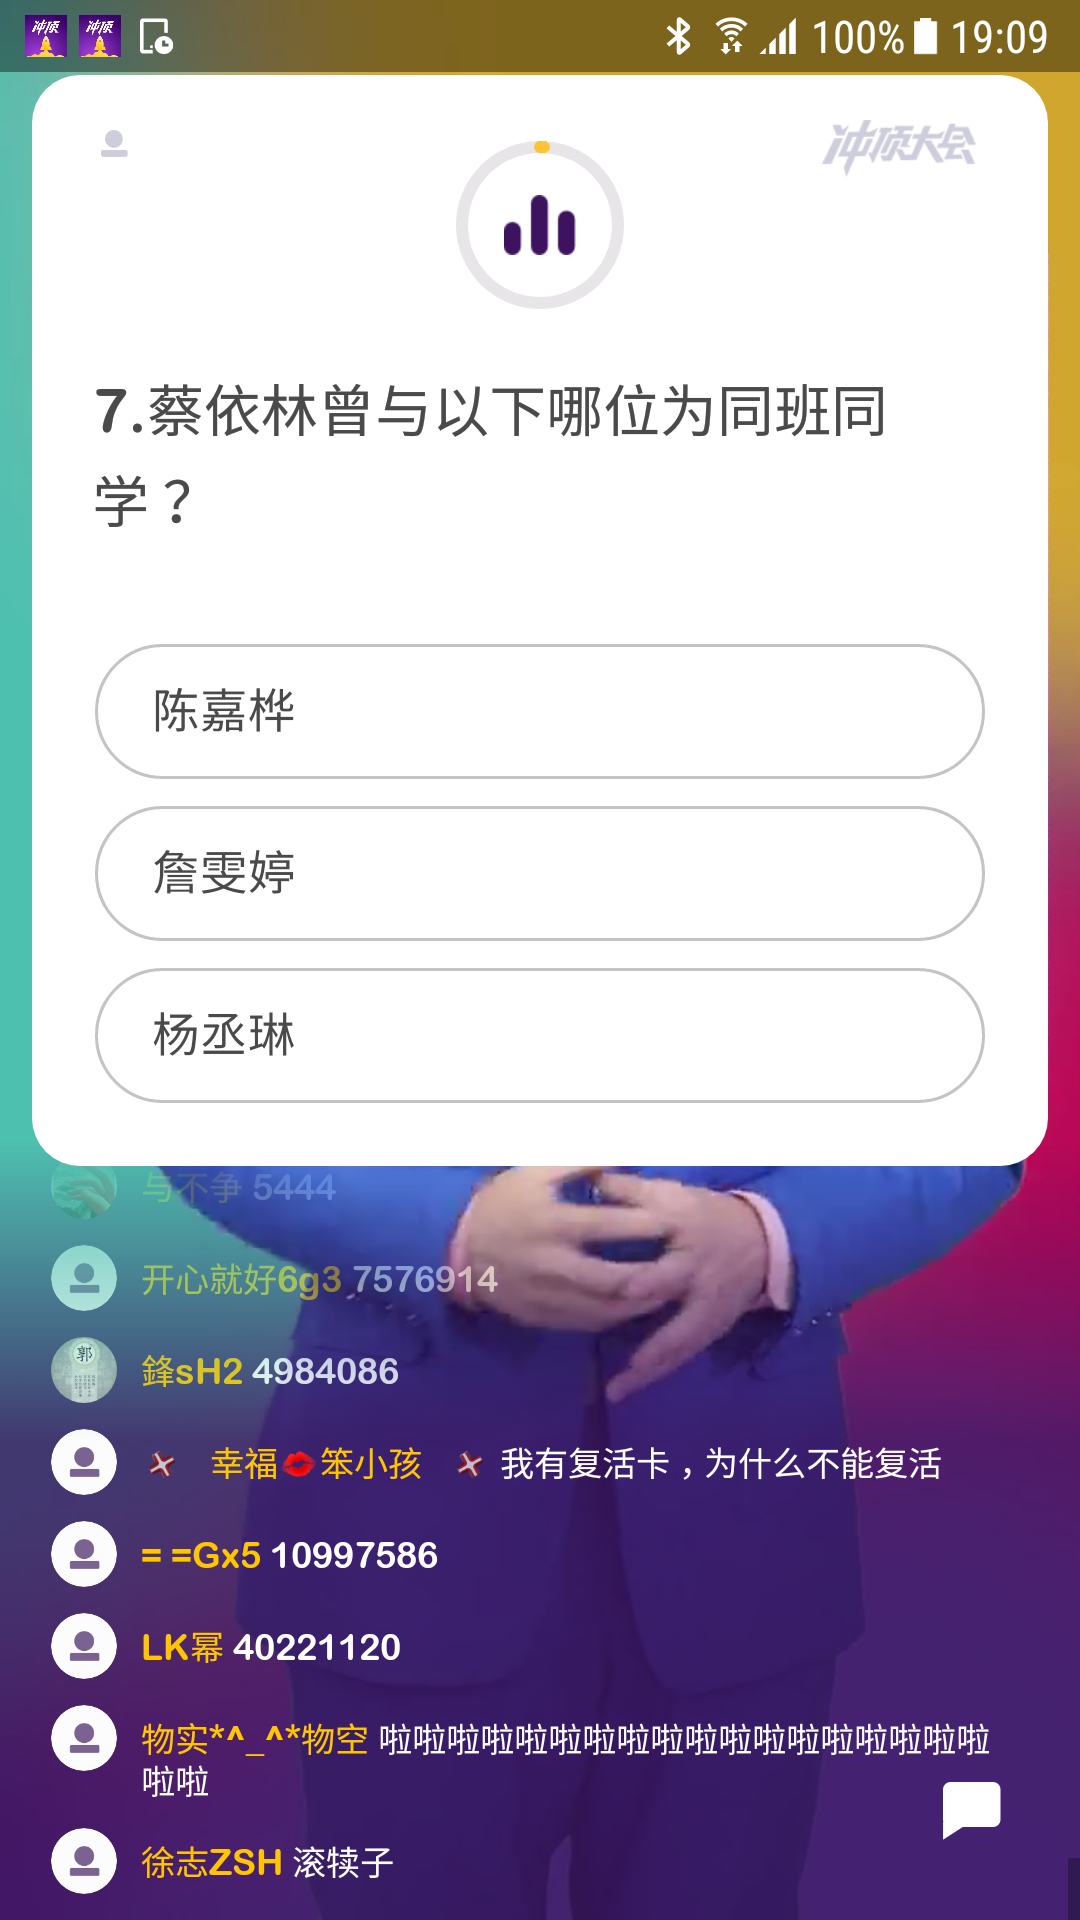 冲顶 冲顶 100% 19:09
冲顶大会
7.蔡依林曾与以下哪位为同班同
学？
陈嘉桦
詹雯婷
杨丞琳
与不争 5444
开心就好6g3 7576914
郭
鋒sH2 4984086
幸福💋笨小孩 我有复活卡，为什么不能复活
= =Gx5 10997586
LK幂 40221120
物实*^_^*物空 啦啦啦啦啦啦啦啦啦啦啦啦啦啦啦啦啦啦
啦啦
徐志ZSH 滚犊子